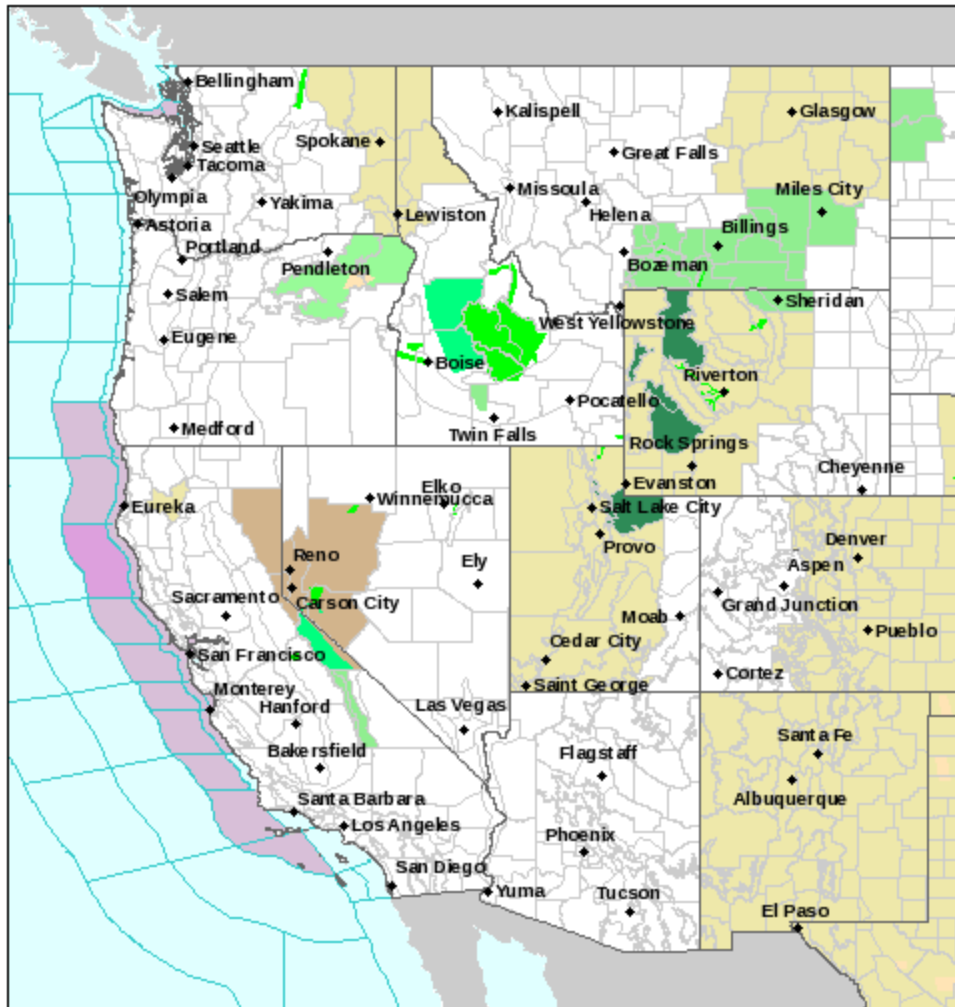 Bellingham
Kalispell
Glasgow
Spokane
Seattle
Great Falls
Tacoma
Olympia
Missoula
Miles City
Yakima
Lewiston
Helena
Astoria
Billings
Portland
Pendleton
Bozeman
Salem
Sheridan
West Yellowstone
Eugene
Boise
Riverton
Pocatello
Medford
Twin Falls
Rock Springs
Cheyenne
Elko
Evanston
Winnemucca
Eureka
Salt Lake City
Denver
Provo
Reno
Ely
Aspen
Sacramento
Carson City
Grand Junction
Moab
Pueblo
Cedar City
San Francisco
Cortez
Saint George
Monterey
Hanford
Las Vegas
Santa Fe
Bakersfield
Flagstaff
Albuquerque
Santa Barbara
Los Angeles
Phoenix
San Diego
Yuma
Tucson
El Paso